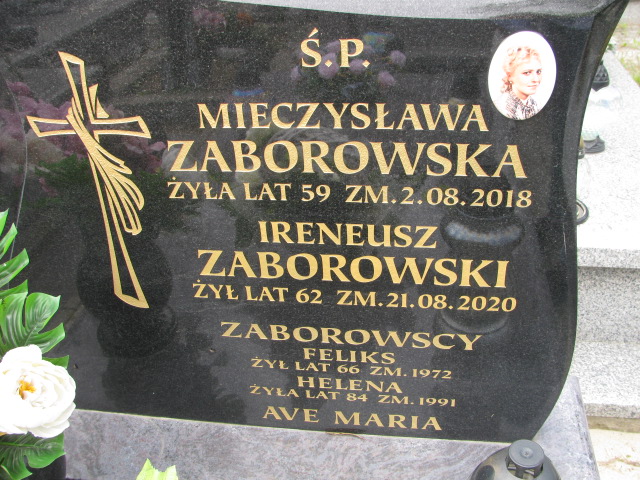 Ś.P.
MIECZYSŁAWA
ZABOROWSKA
ŻYŁA LAT 59 ZM. 2.08.2018
IRENEUSZ
ZABOROWSKI
ŻYŁ LAT 62 ZM. 21.08.2020
ZABOROWSCY
FELIKS
ŻYŁ LAT 66 ZM. 1972
HELENA
ŻYŁA LAT 84 ZM. 1991
AVE MARIA